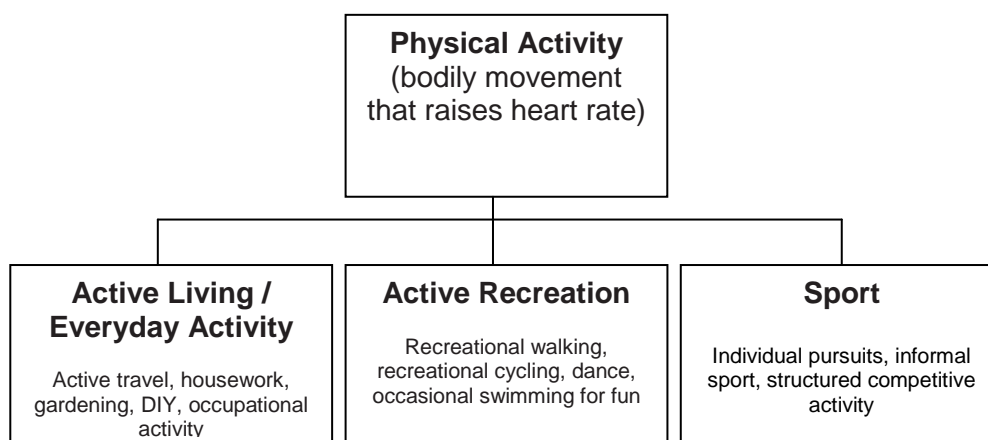 Physical Activity
(bodily movement
that raises heart rate)
Active Living /
Everyday Activity
Active travel, housework,
gardening, DIY, occupational
activity
Active Recreation
Recreational walking,
recreational cycling, dance,
occasional swimming for fun
Sport
Individual pursuits, informal
sport, structured competitive
activity